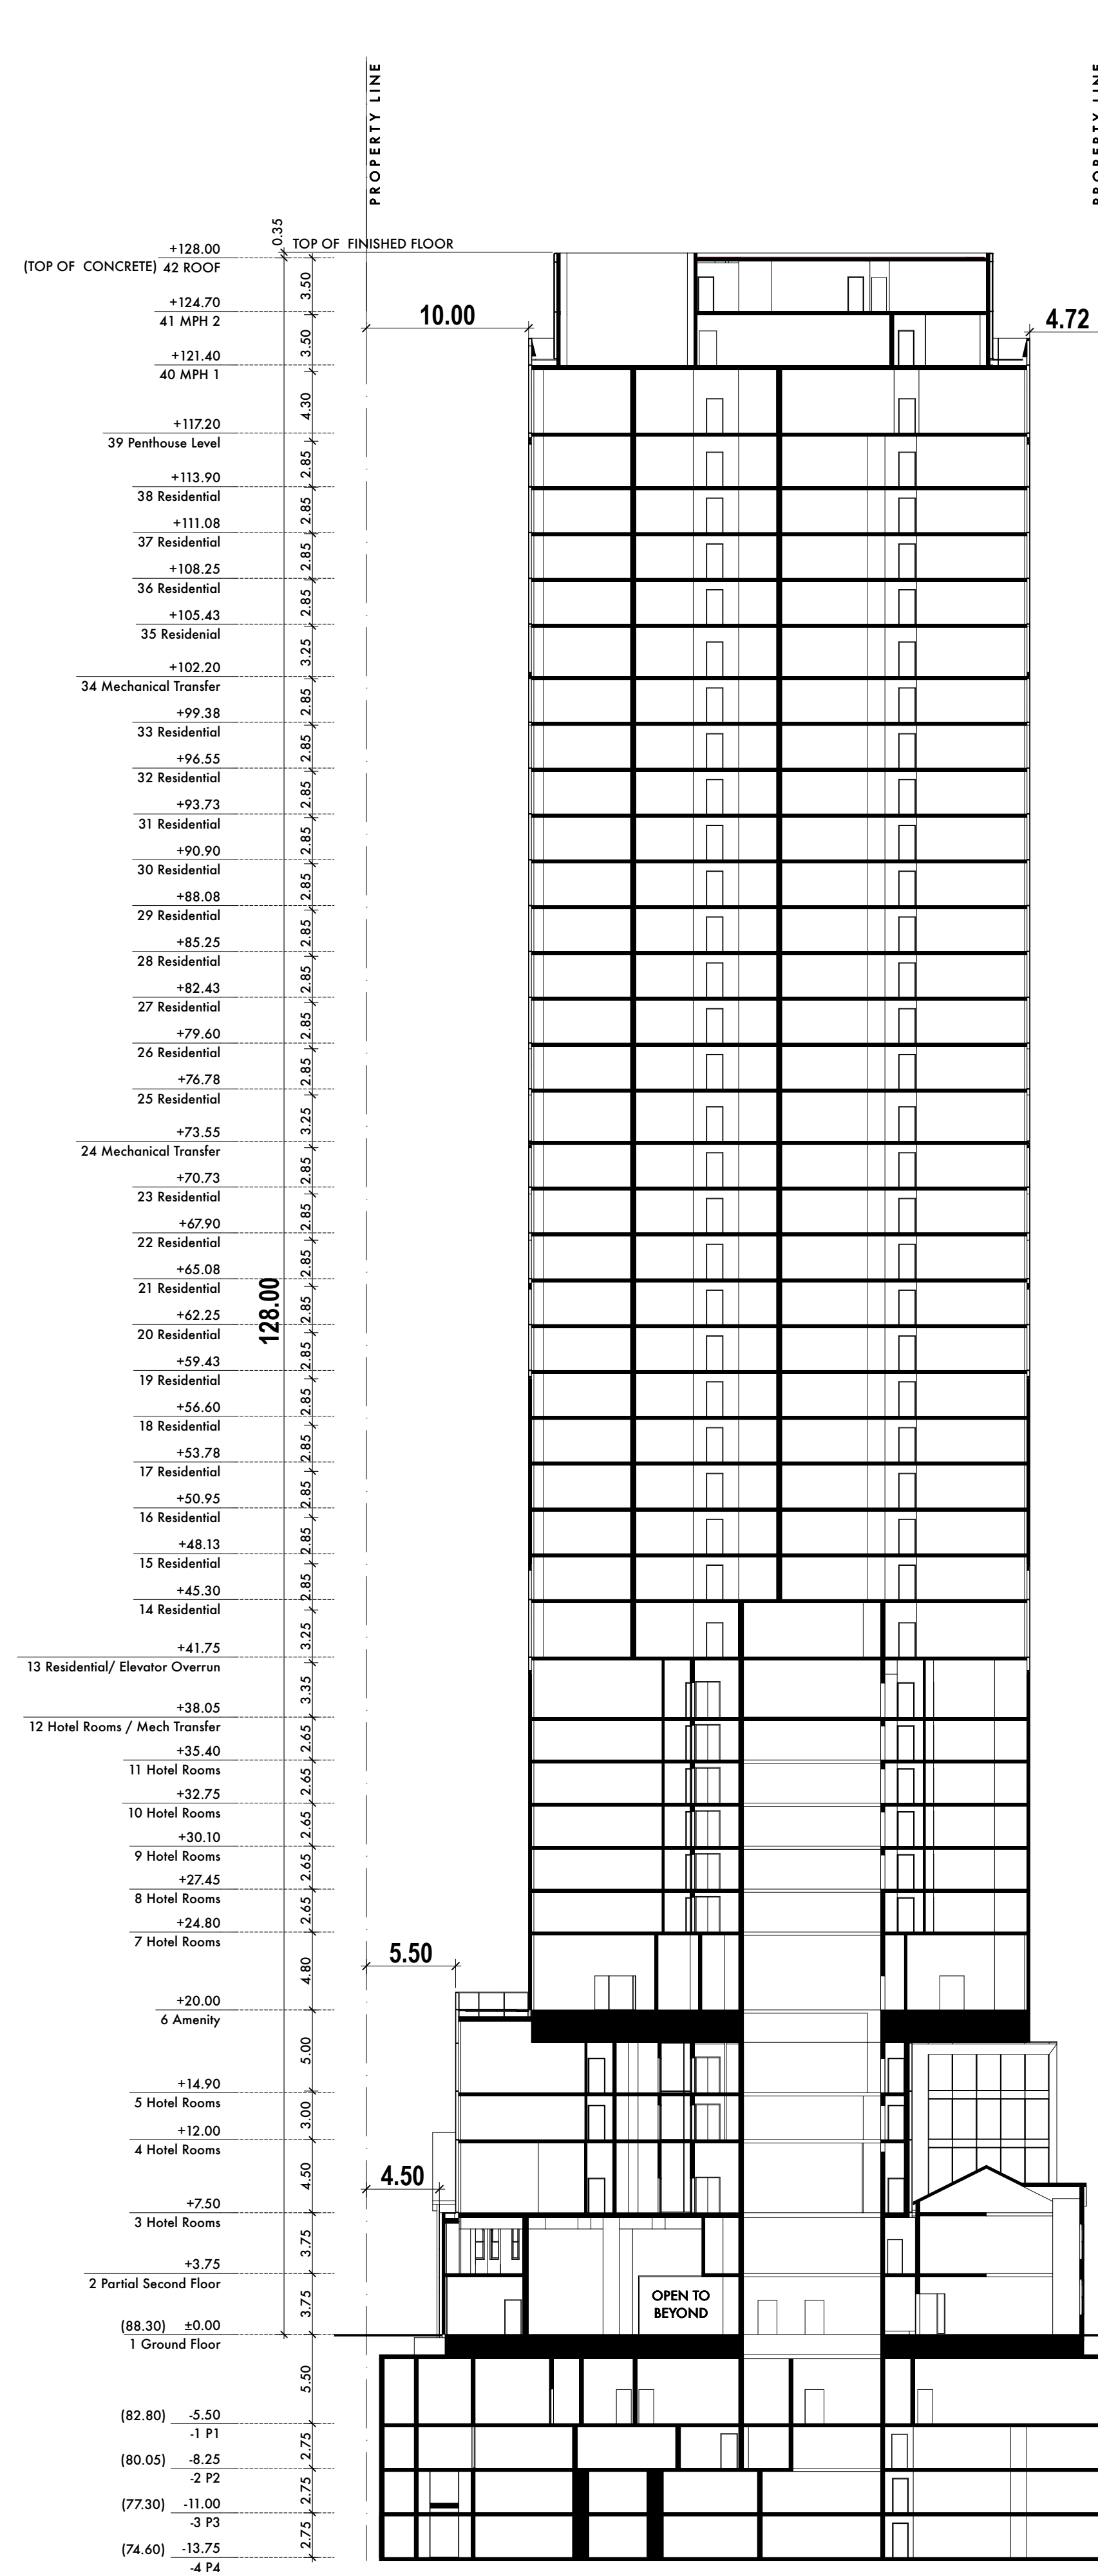 PROPERTY LINE
PROPERTY LINE
0.35
TOP OF FINISHED FLOOR
+128.00
(TOP OF CONCRETE) 42 ROOF
3.50
+124.70
41 MPH 2
10.00
4.72
3.50
+121.40
40 MPH 1
4.30
+117.20
39 Penthouse Level
2.85
+113.90
38 Residential
2.85
+111.08
37 Residential
2.85
+108.25
36 Residential
2.85
+105.43
35 Residenial
3.25
+102.20
34 Mechanical Transfer
2.85
+99.38
33 Residential
2.85
+96.55
32 Residential
2.85
+93.73
31 Residential
2.85
+90.90
30 Residential
2.85
+88.08
29 Residential
2.85
+85.25
28 Residential
2.85
+82.43
27 Residential
2.85
+79.60
26 Residential
2.85
+76.78
25 Residential
3.25
+73.55
24 Mechanical Transfer
2.85
+70.73
23 Residential
2.85
+67.90
22 Residential
2.85
+65.08
21 Residential
128.00
2.85
+62.25
20 Residential
2.85
+59.43
19 Residential
2.85
+56.60
18 Residential
2.85
+53.78
17 Residential
2.85
+50.95
16 Residential
2.85
+48.13
15 Residential
2.85
+45.30
14 Residential
3.25
+41.75
13 Residential/ Elevator Overrun
3.35
+38.05
12 Hotel Rooms / Mech Transfer
2.65
+35.40
11 Hotel Rooms
2.65
+32.75
10 Hotel Rooms
2.65
+30.10
9 Hotel Rooms
2.65
+27.45
8 Hotel Rooms
2.65
+24.80
7 Hotel Rooms
5.50
4.80
+20.00
6 Amenity
5.00
+14.90
5 Hotel Rooms
3.00
+12.00
4 Hotel Rooms
4.50
4.50
+7.50
3 Hotel Rooms
3.75
+3.75
2 Partial Second Floor
OPEN TO
BEYOND
3.75
(88.30) ±0.00
1 Ground Floor
5.50
(82.80) -5.50
-1 P1
2.75
(80.05) -8.25
-2 P2
2.75
(77.30) -11.00
-3 P3
2.75
(74.60) -13.75
-4 P4